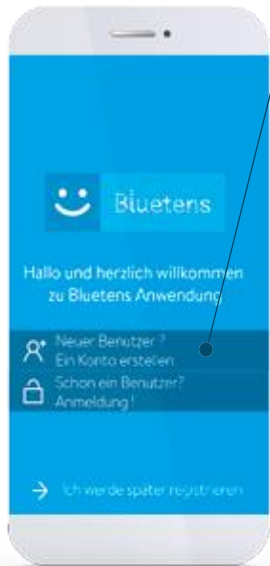 Bluetens
Hallo und herzlich willkommen
zu Bluetens Anwendung
Neuer Benutzer ?
Ein Konto erstellen
Schon ein Benutzer?
Anmeldung !
Ich werde später registrieren